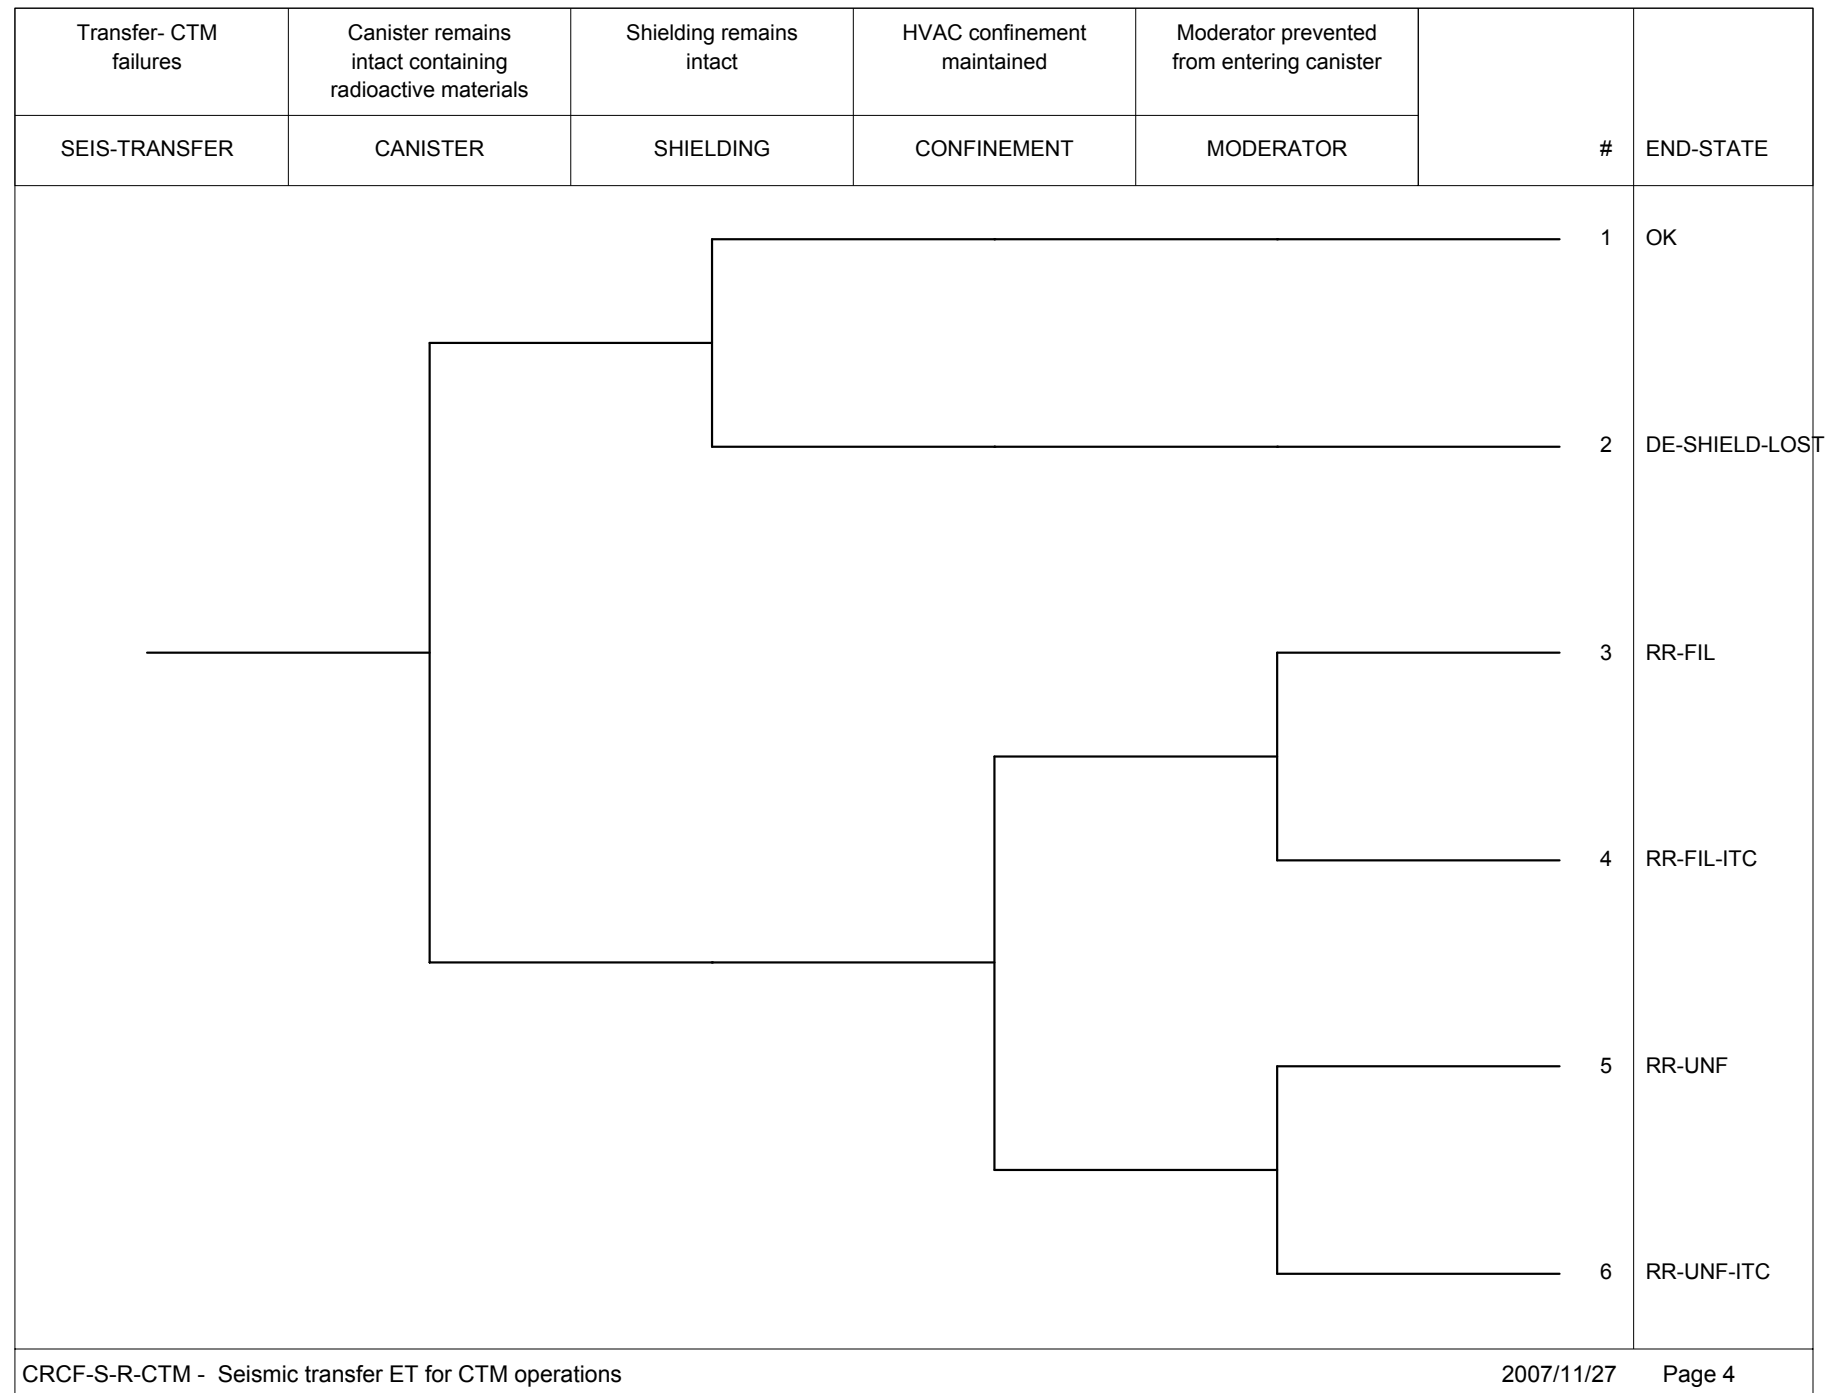 Transfer- CTM
failures
Canister remains
intact containing
radioactive materials
Shielding remains
intact
HVAC confinement
maintained
Moderator prevented
from entering canister
SEIS-TRANSFER
CANISTER
SHIELDING
CONFINEMENT
MODERATOR
#
END-STATE
1 OK
2 DE-SHIELD-LOST
3 RR-FIL
4 RR-FIL-ITC
5 RR-UNF
6 RR-UNF-ITC
CRCF-S-R-CTM - Seismic transfer ET for CTM operations 2007/11/27 Page 4